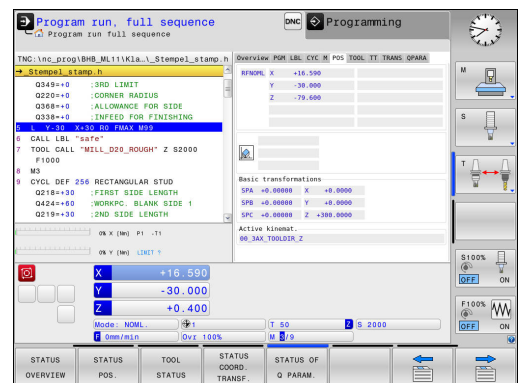 Program run, full sequence
DNC
Programming
Program run full sequence
TNC:\nc_prog\BHB_ML11\Kla…\_Stempel_stamp.h
→_Stempel_stamp.h
Q349=+0 ;3RD LIMIT
Q220=+0 ;CORNER RADIUS
Q368=+0 ;ALLOWANCE FOR SIDE
Q338=+0 ;INFEED FOR FINISHING
5 L Y-30 X+30 R0 FMAX M99
6 CALL LBL "safe"
7 TOOL CALL "MILL_D20_ROUGH" Z S2000
F1000
8 M3
9 CYCL DEF 256 RECTANGULAR STUD
Q218=+30 ;FIRST SIDE LENGTH
Q424=+60 ;WORKPC. BLANK SIDE 1
Q219=+30 ;2ND SIDE LENGTH
0% X [Nm] P1 -T1
0% Y [Nm] LIMIT ?
Overview PGM LBL CYC M POS TOOL TT TRANS QPARA
RFNOML X +16.590
Y -30.000
Z -79.600
Basic transformations
SPA +0.00000 X +0.0000
SPB +0.00000 Y +0.0000
SPC +0.00000 Z +300.0000
Active kinemat.
00_3AX_TOOLDIR_Z
X +16.590
Y -30.000
Z +0.400
Mode: NOML. 1 T 50 Z S 2000
F 0mm/min Ovr 100% M 3/9
M
S
T
S100%
OFF ON
F100%
OFF ON
STATUS OVERVIEW
STATUS POS.
TOOL STATUS
STATUS COORD. TRANSF.
STATUS OF Q PARAM.